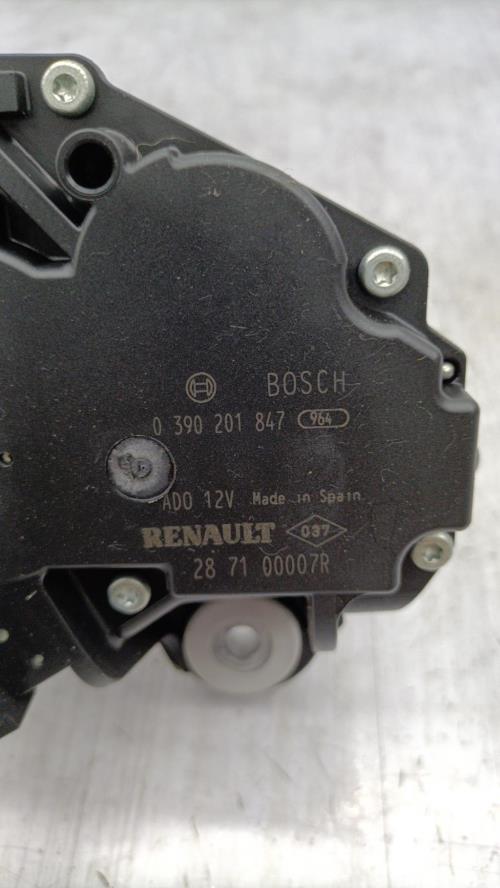 BOSCH
0 390 201 847 964
ADO 12V Made in Spain
RENAULT 037
28 71 00007R